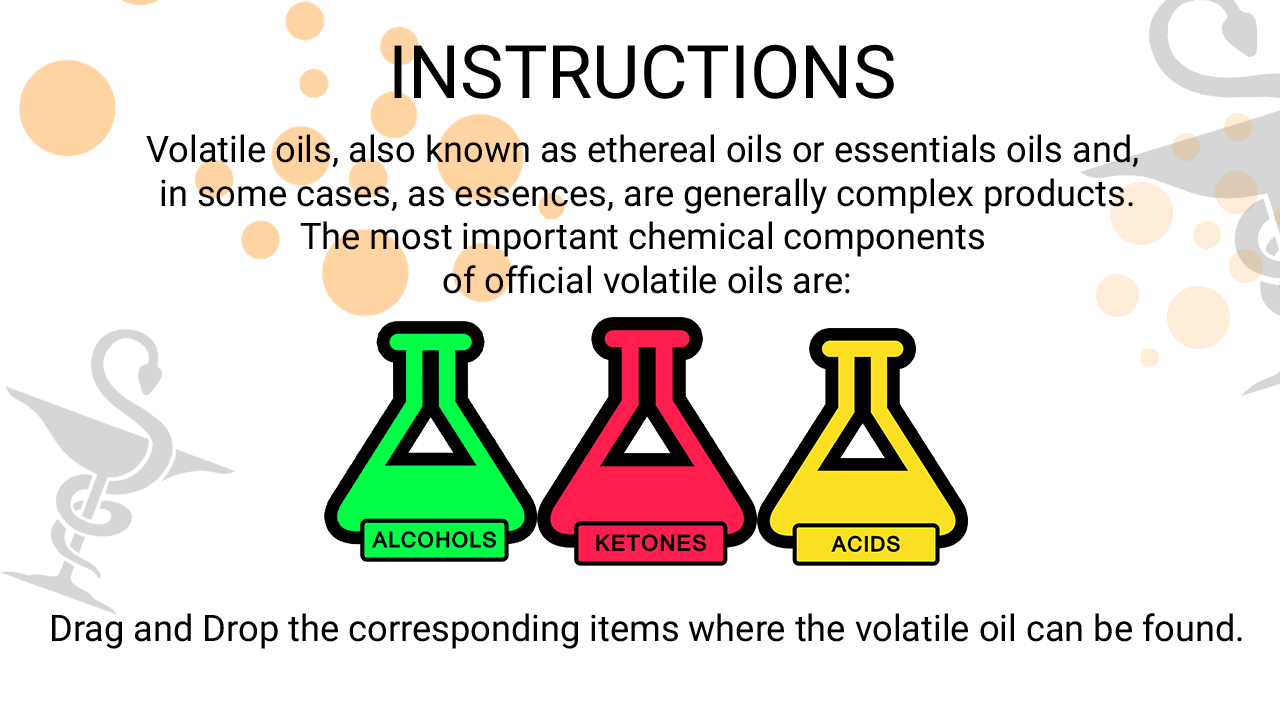 INSTRUCTIONS
Volatile oils, also known as ethereal oils or essentials oils and,
in some cases, as essences, are generally complex products.
The most important chemical components
of official volatile oils are:
ALCOHOLS
KETONES
ACIDS
Drag and Drop the corresponding items where the volatile oil can be found.